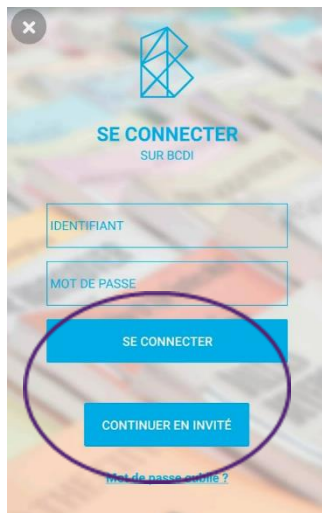 SE CONNECTER
SUR BCDI
IDENTIFIANT
MOT DE PASSE
SE CONNECTER
CONTINUER EN INVITÉ
Mot de passe oublié ?